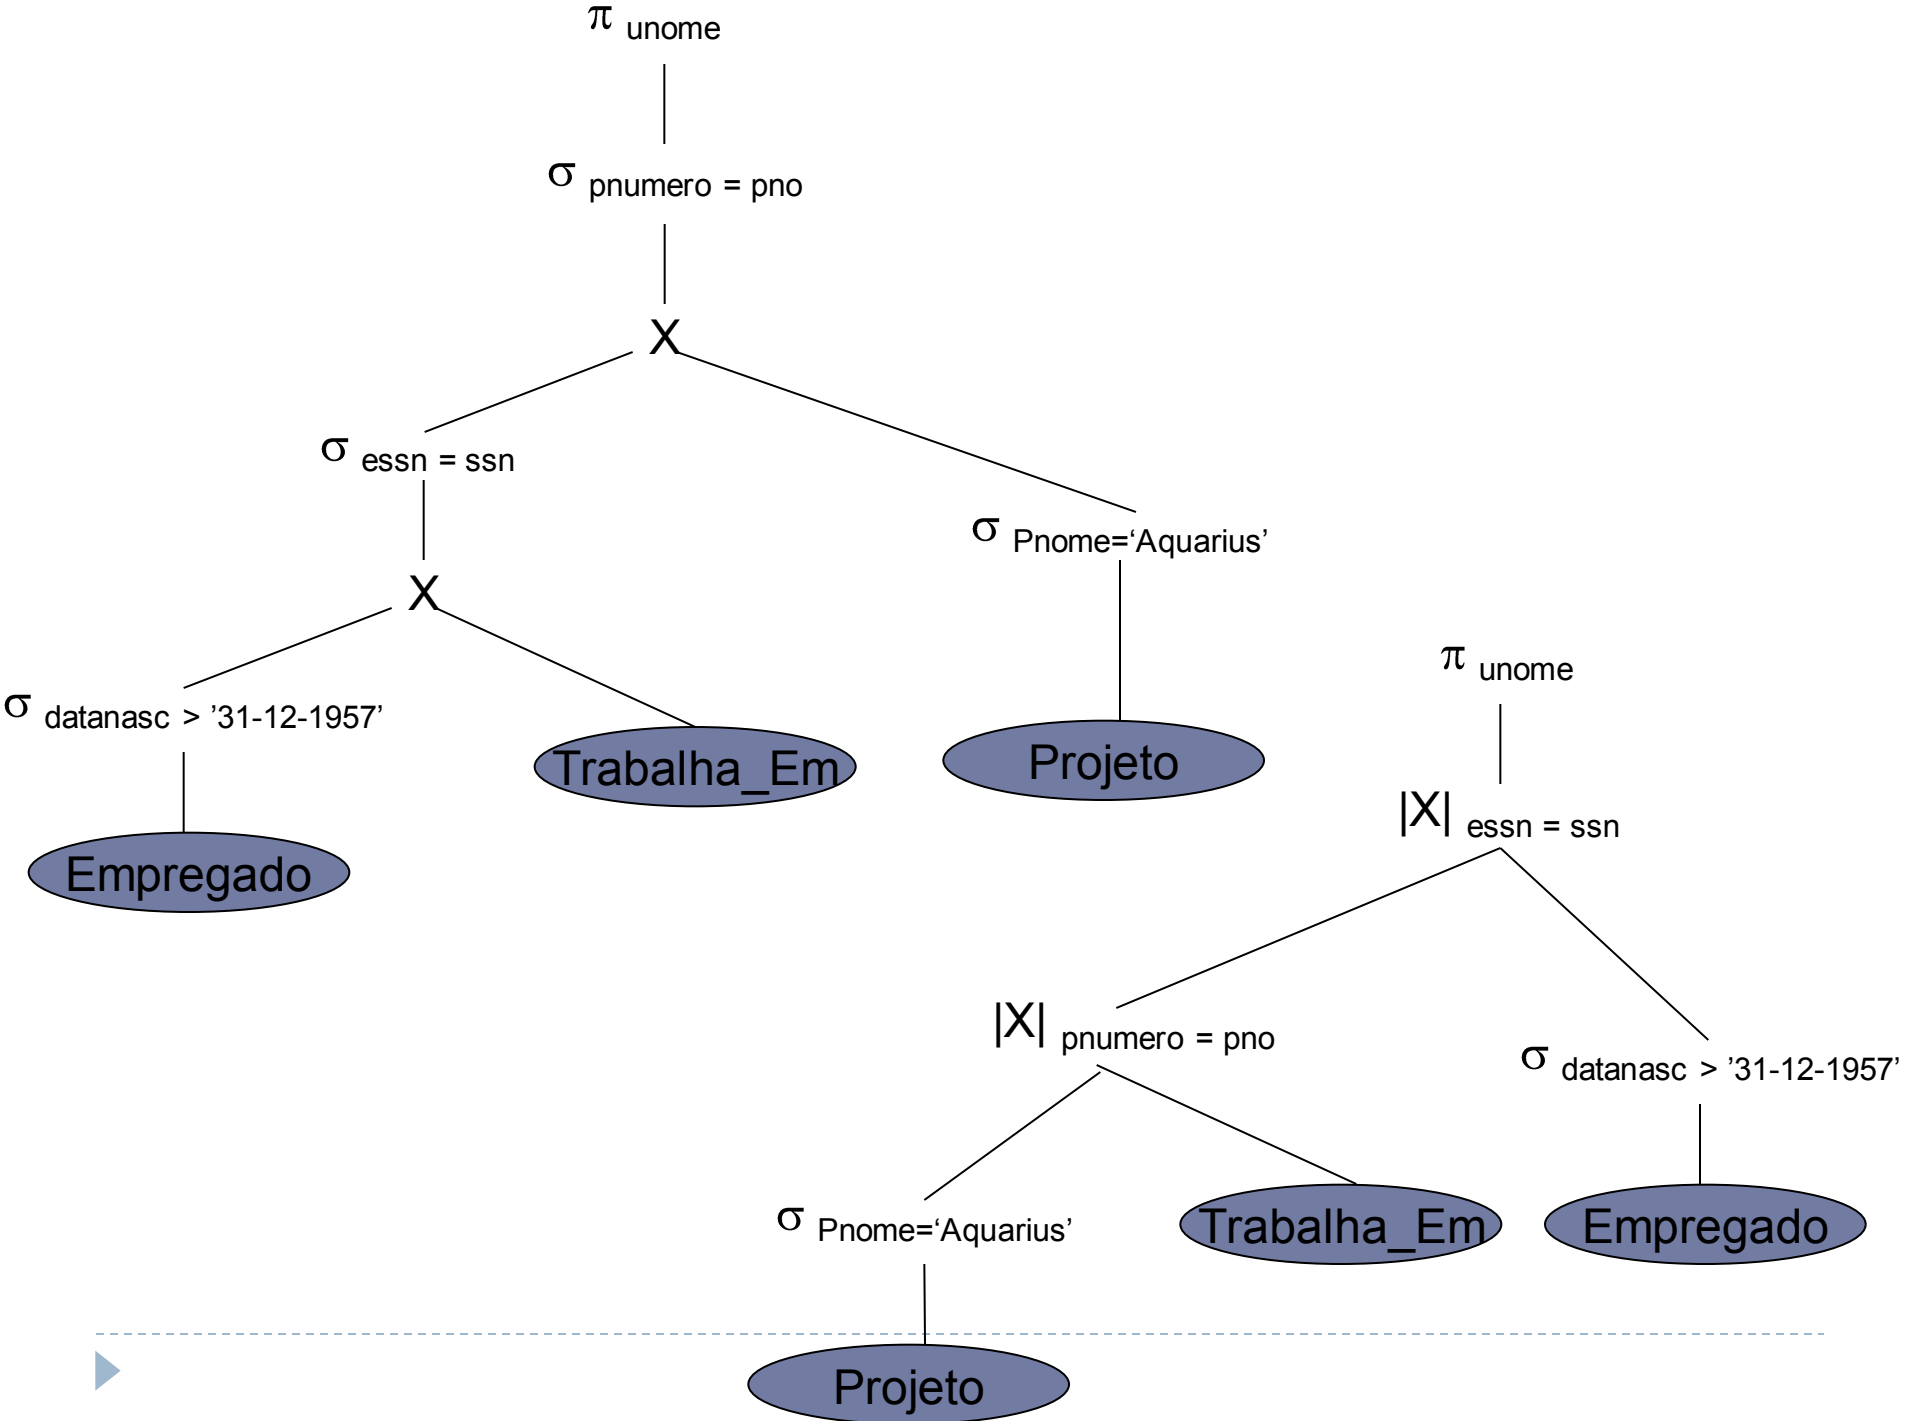 π unome
σ pnumero = pno
X
σ essn = ssn
σ Pnome=‘Aquarius’
X
σ datanasc > ’31-12-1957’
Trabalha_Em
Projeto
Empregado
π unome
|X| essn = ssn
|X| pnumero = pno
σ datanasc > ’31-12-1957’
σ Pnome=‘Aquarius’
Trabalha_Em
Empregado
Projeto